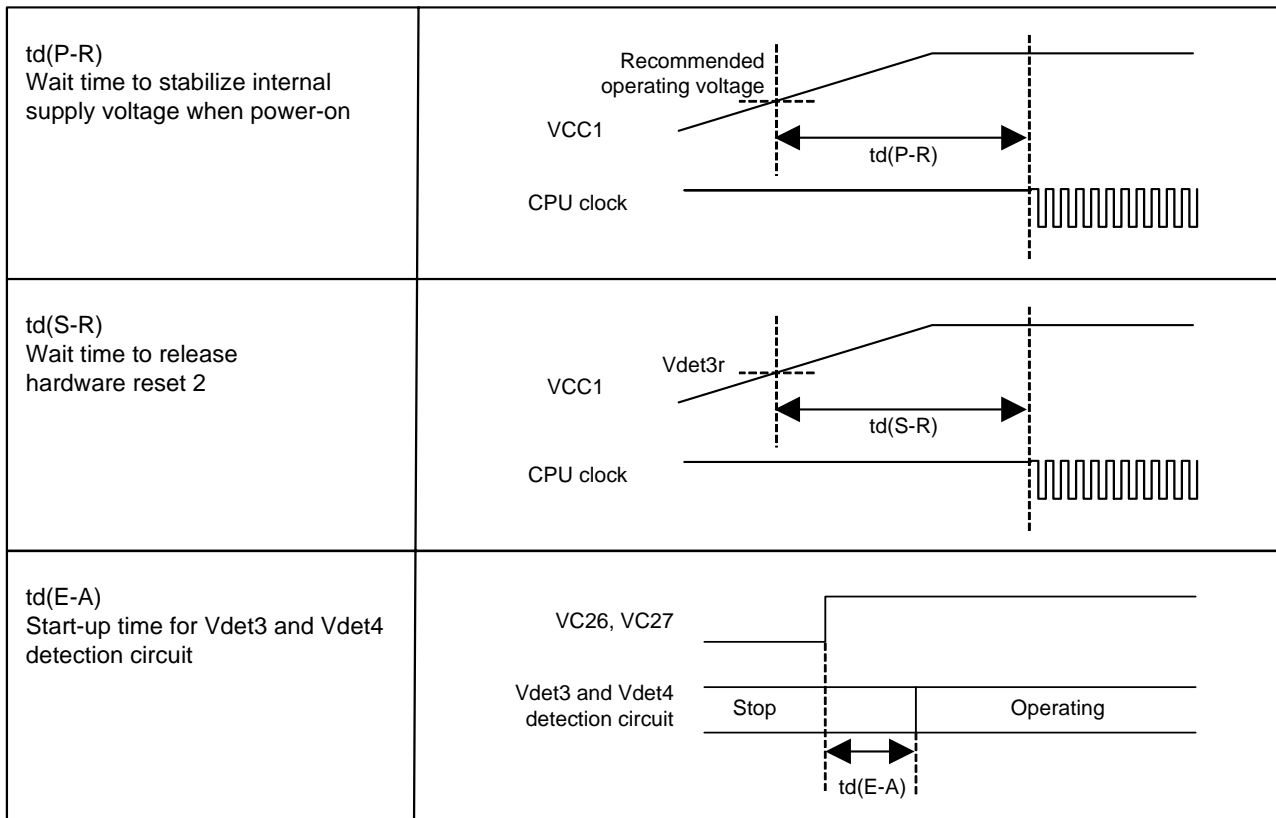 td(P-R)
Wait time to stabilize internal
supply voltage when power-on
Recommended
operating voltage
VCC1
td(P-R)
CPU clock
td(S-R)
Wait time to release
hardware reset 2
Vdet3r
VCC1
td(S-R)
CPU clock
td(E-A)
Start-up time for Vdet3 and Vdet4
detection circuit
VC26, VC27
Vdet3 and Vdet4
detection circuit
Stop
Operating
td(E-A)